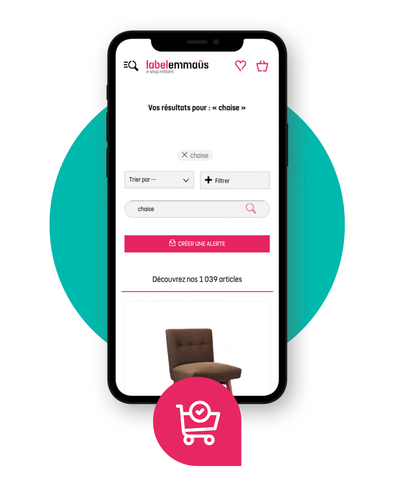 labelemmaüs
e-shop militant
Vos résultats pour : « chaise »
chaise
Trier par --
Filtrer
chaise
CRÉER UNE ALERTE
Découvrez nos 1 039 articles